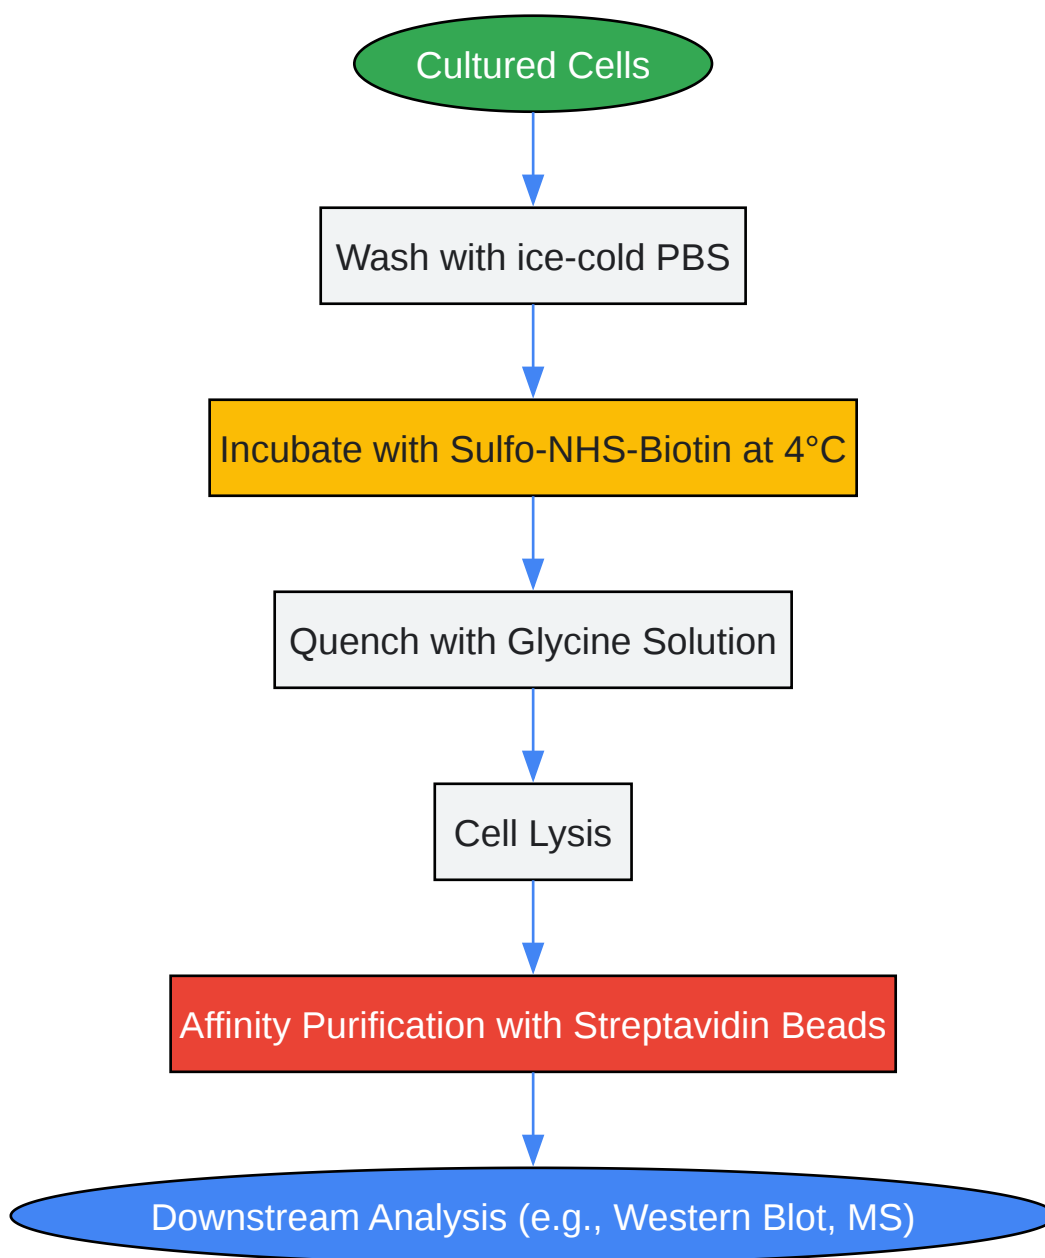 Cultured Cells
Wash with ice-cold PBS
Incubate with Sulfo-NHS-Biotin at 4°C
Quench with Glycine Solution
Cell Lysis
Affinity Purification with Streptavidin Beads
Downstream Analysis (e.g., Western Blot, MS)